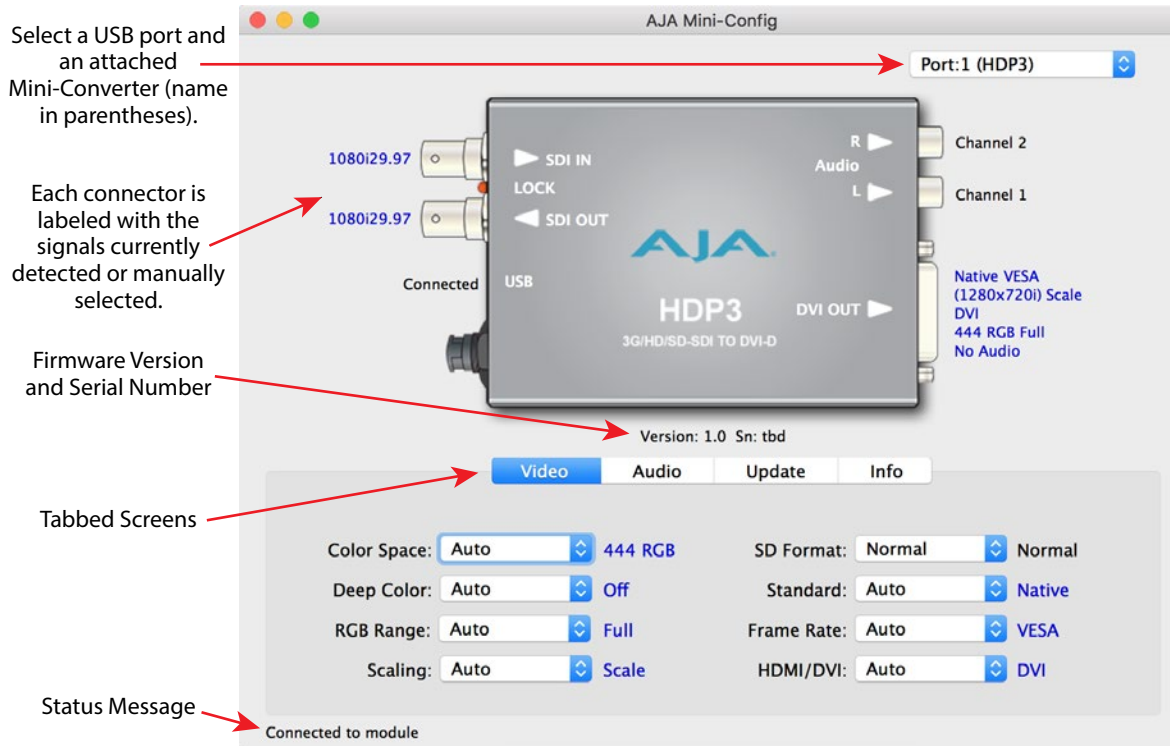 AJA Mini-Config
Select a USB port and
an attached
Mini-Converter (name
in parentheses).
Port:1 (HDP3)
1080i29.97
SDI IN
R
Audio
L
Channel 2
Channel 1
LOCK
1080i29.97
SDI OUT
Each connector is
labeled with the
signals currently
detected or manually
selected.
AJA
Connected
USB
HDP3
3G/HD/SD-SDI TO DVI-D
DVI OUT
Native VESA
(1280x720i) Scale
DVI
444 RGB Full
No Audio
Firmware Version
and Serial Number
Version: 1.0 Sn: tbd
Tabbed Screens
Video Audio Update Info
Color Space: Auto 444 RGB SD Format: Normal Normal
Deep Color: Auto Off Standard: Auto Native
RGB Range: Auto Full Frame Rate: Auto VESA
Scaling: Auto Scale HDMI/DVI: Auto DVI
Status Message
Connected to module